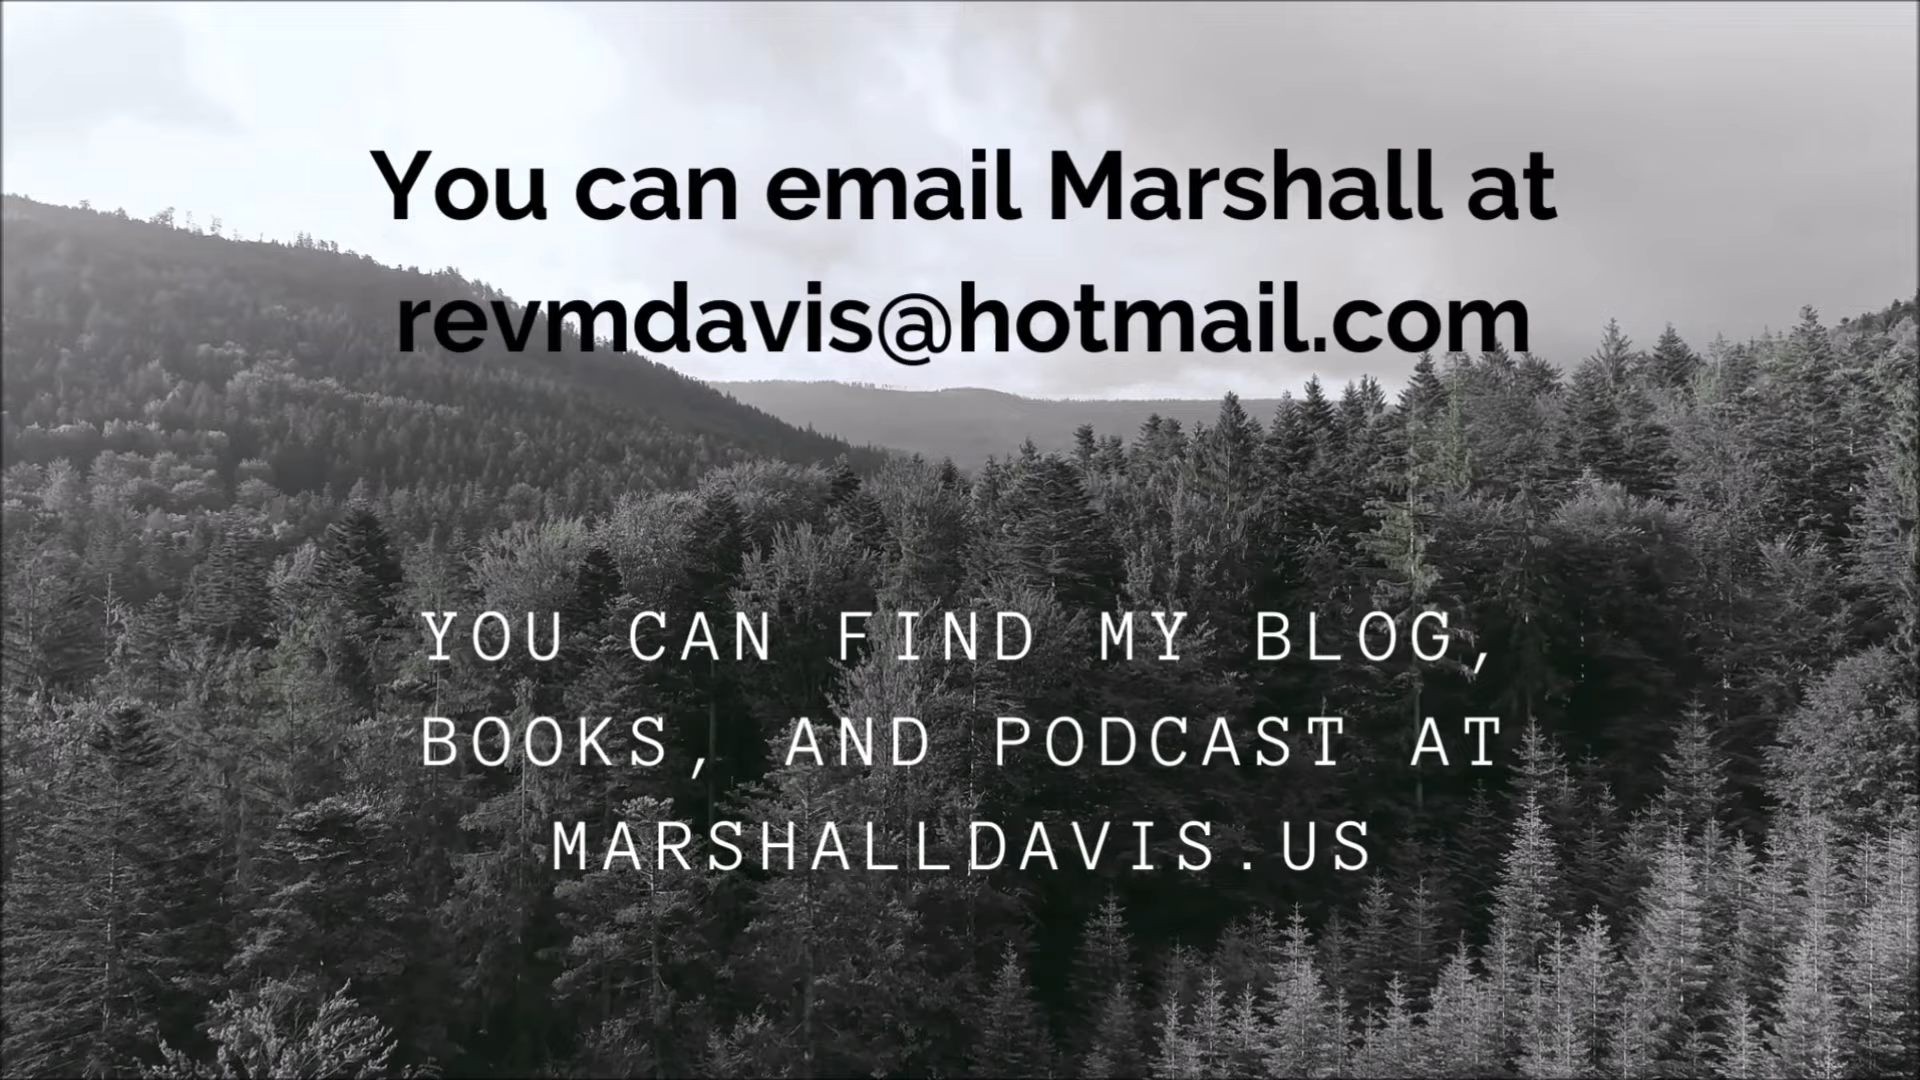 You can email Marshall at
revmdavis@hotmail.com
YOU CAN FIND MY BLOG,
BOOKS, AND PODCAST AT
MARSHALLDAVIS.US